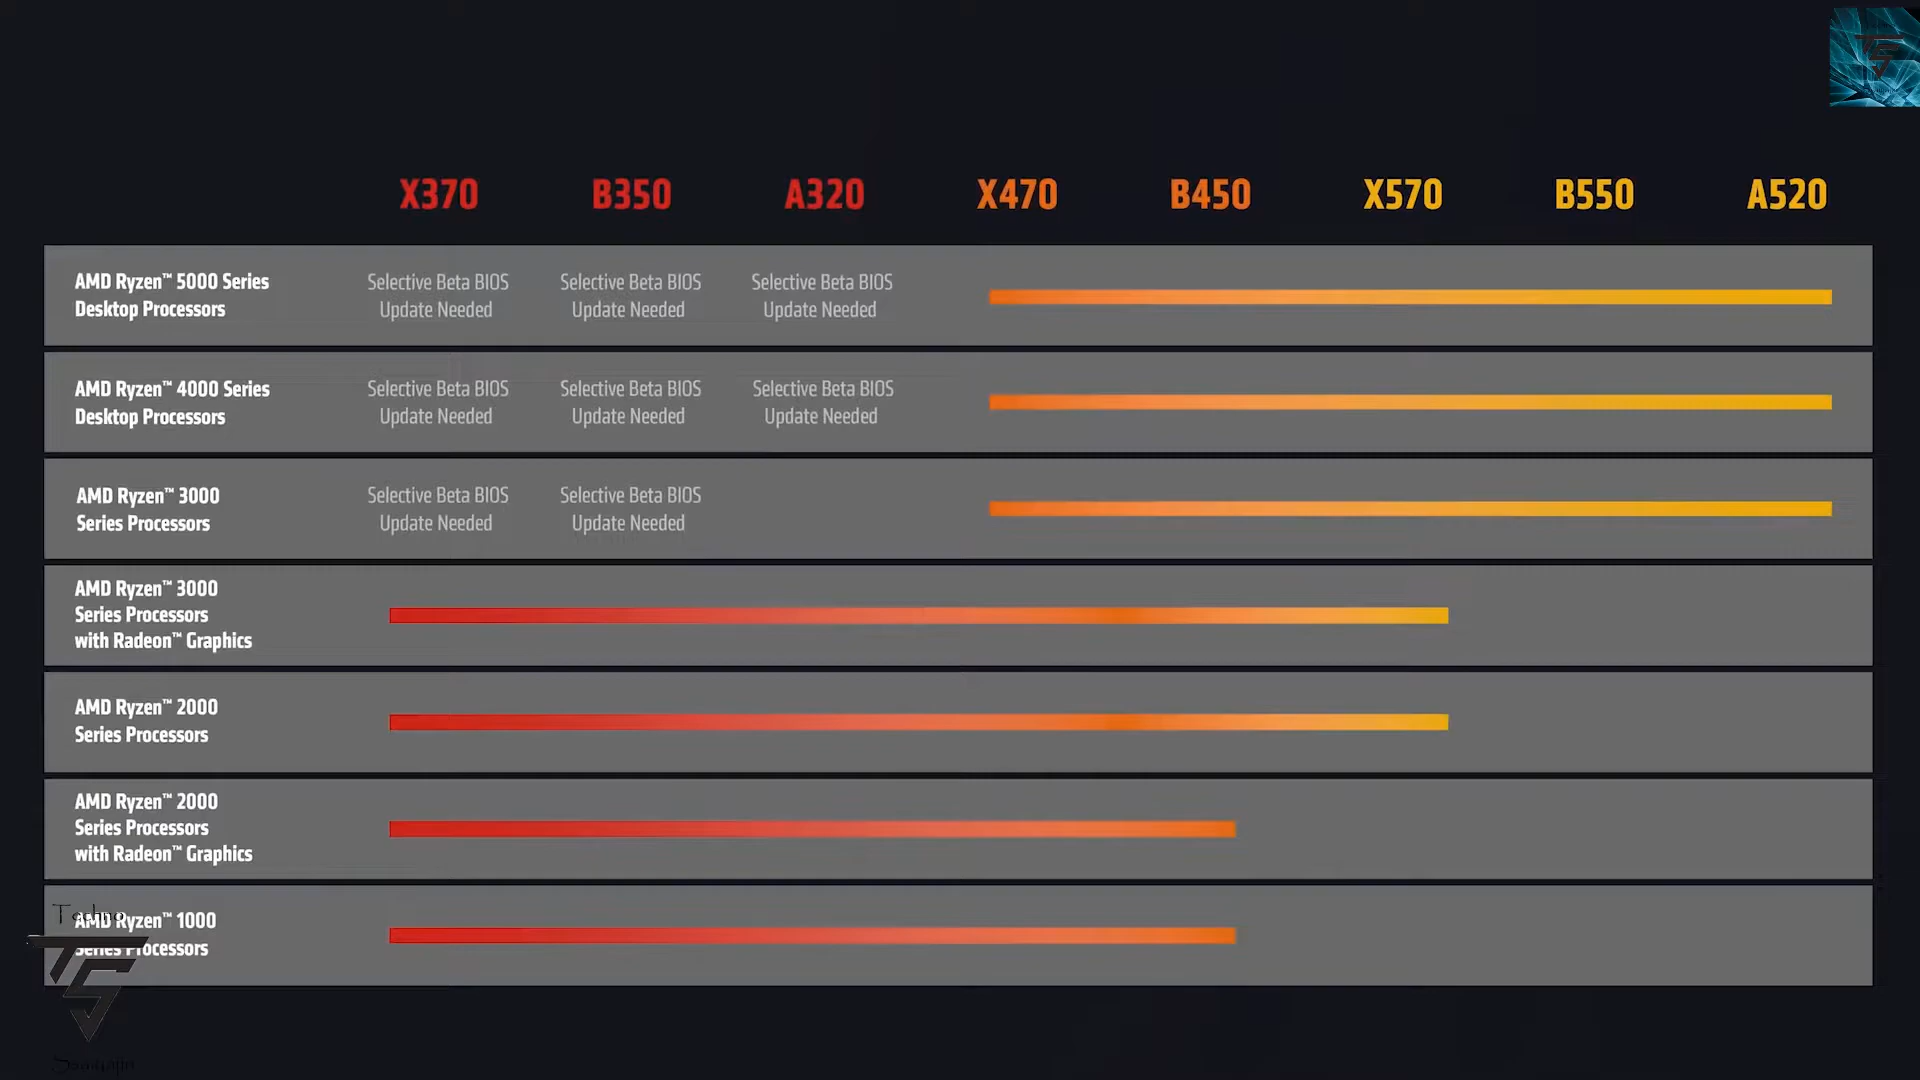 X370 B350 A320 X470 B450 X570 B550 A520
AMD Ryzen™ 5000 Series
Desktop Processors
Selective Beta BIOS
Update Needed
Selective Beta BIOS
Update Needed
Selective Beta BIOS
Update Needed
AMD Ryzen™ 4000 Series
Desktop Processors
Selective Beta BIOS
Update Needed
Selective Beta BIOS
Update Needed
Selective Beta BIOS
Update Needed
AMD Ryzen™ 3000
Series Processors
Selective Beta BIOS
Update Needed
Selective Beta BIOS
Update Needed
AMD Ryzen™ 3000
Series Processors
with Radeon™ Graphics
AMD Ryzen™ 2000
Series Processors
AMD Ryzen™ 2000
Series Processors
with Radeon™ Graphics
Techno
AMD Ryzen™ 1000
Series Processors